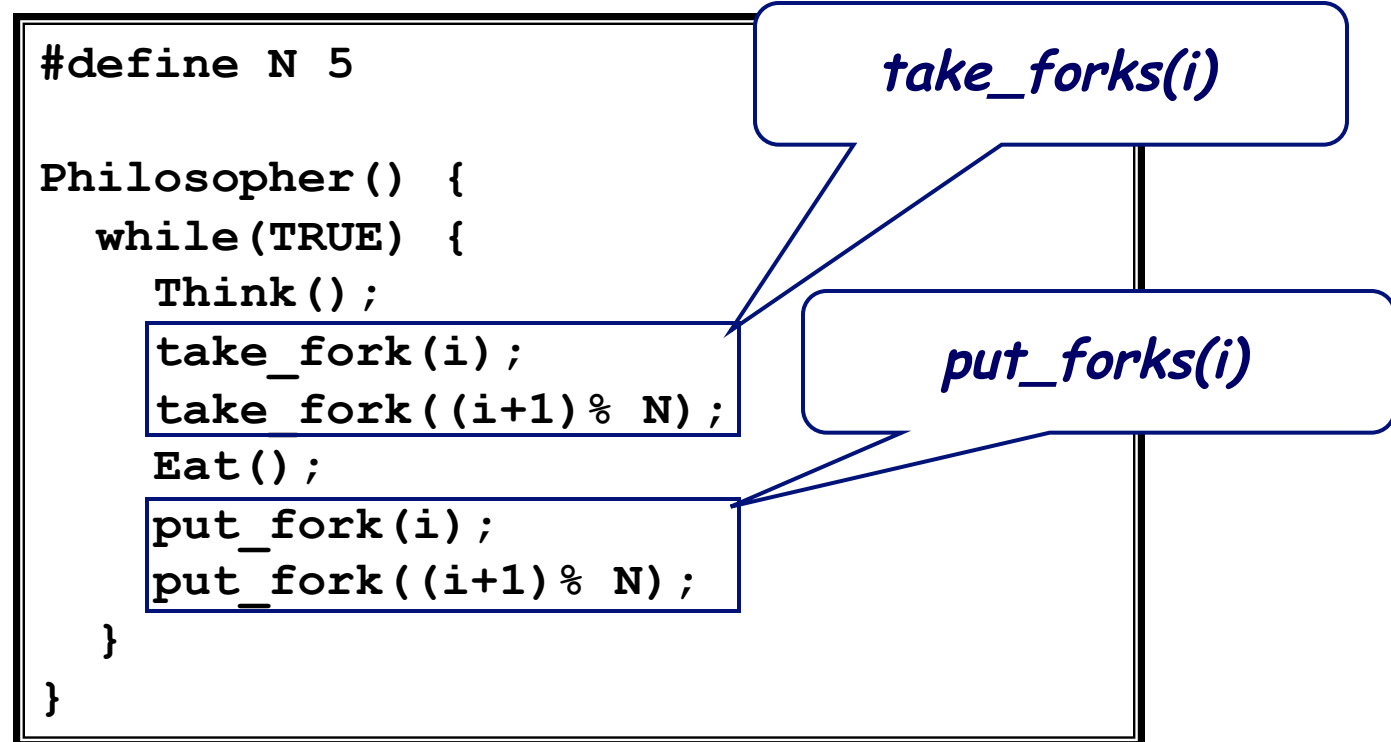 #define N 5
Philosopher() {
while(TRUE) {
Think();
take_fork(i);
take_fork((i+1)% N);
Eat();
put_fork(i);
put_fork((i+1)% N);
}
}
take_forks(i)
put_forks(i)